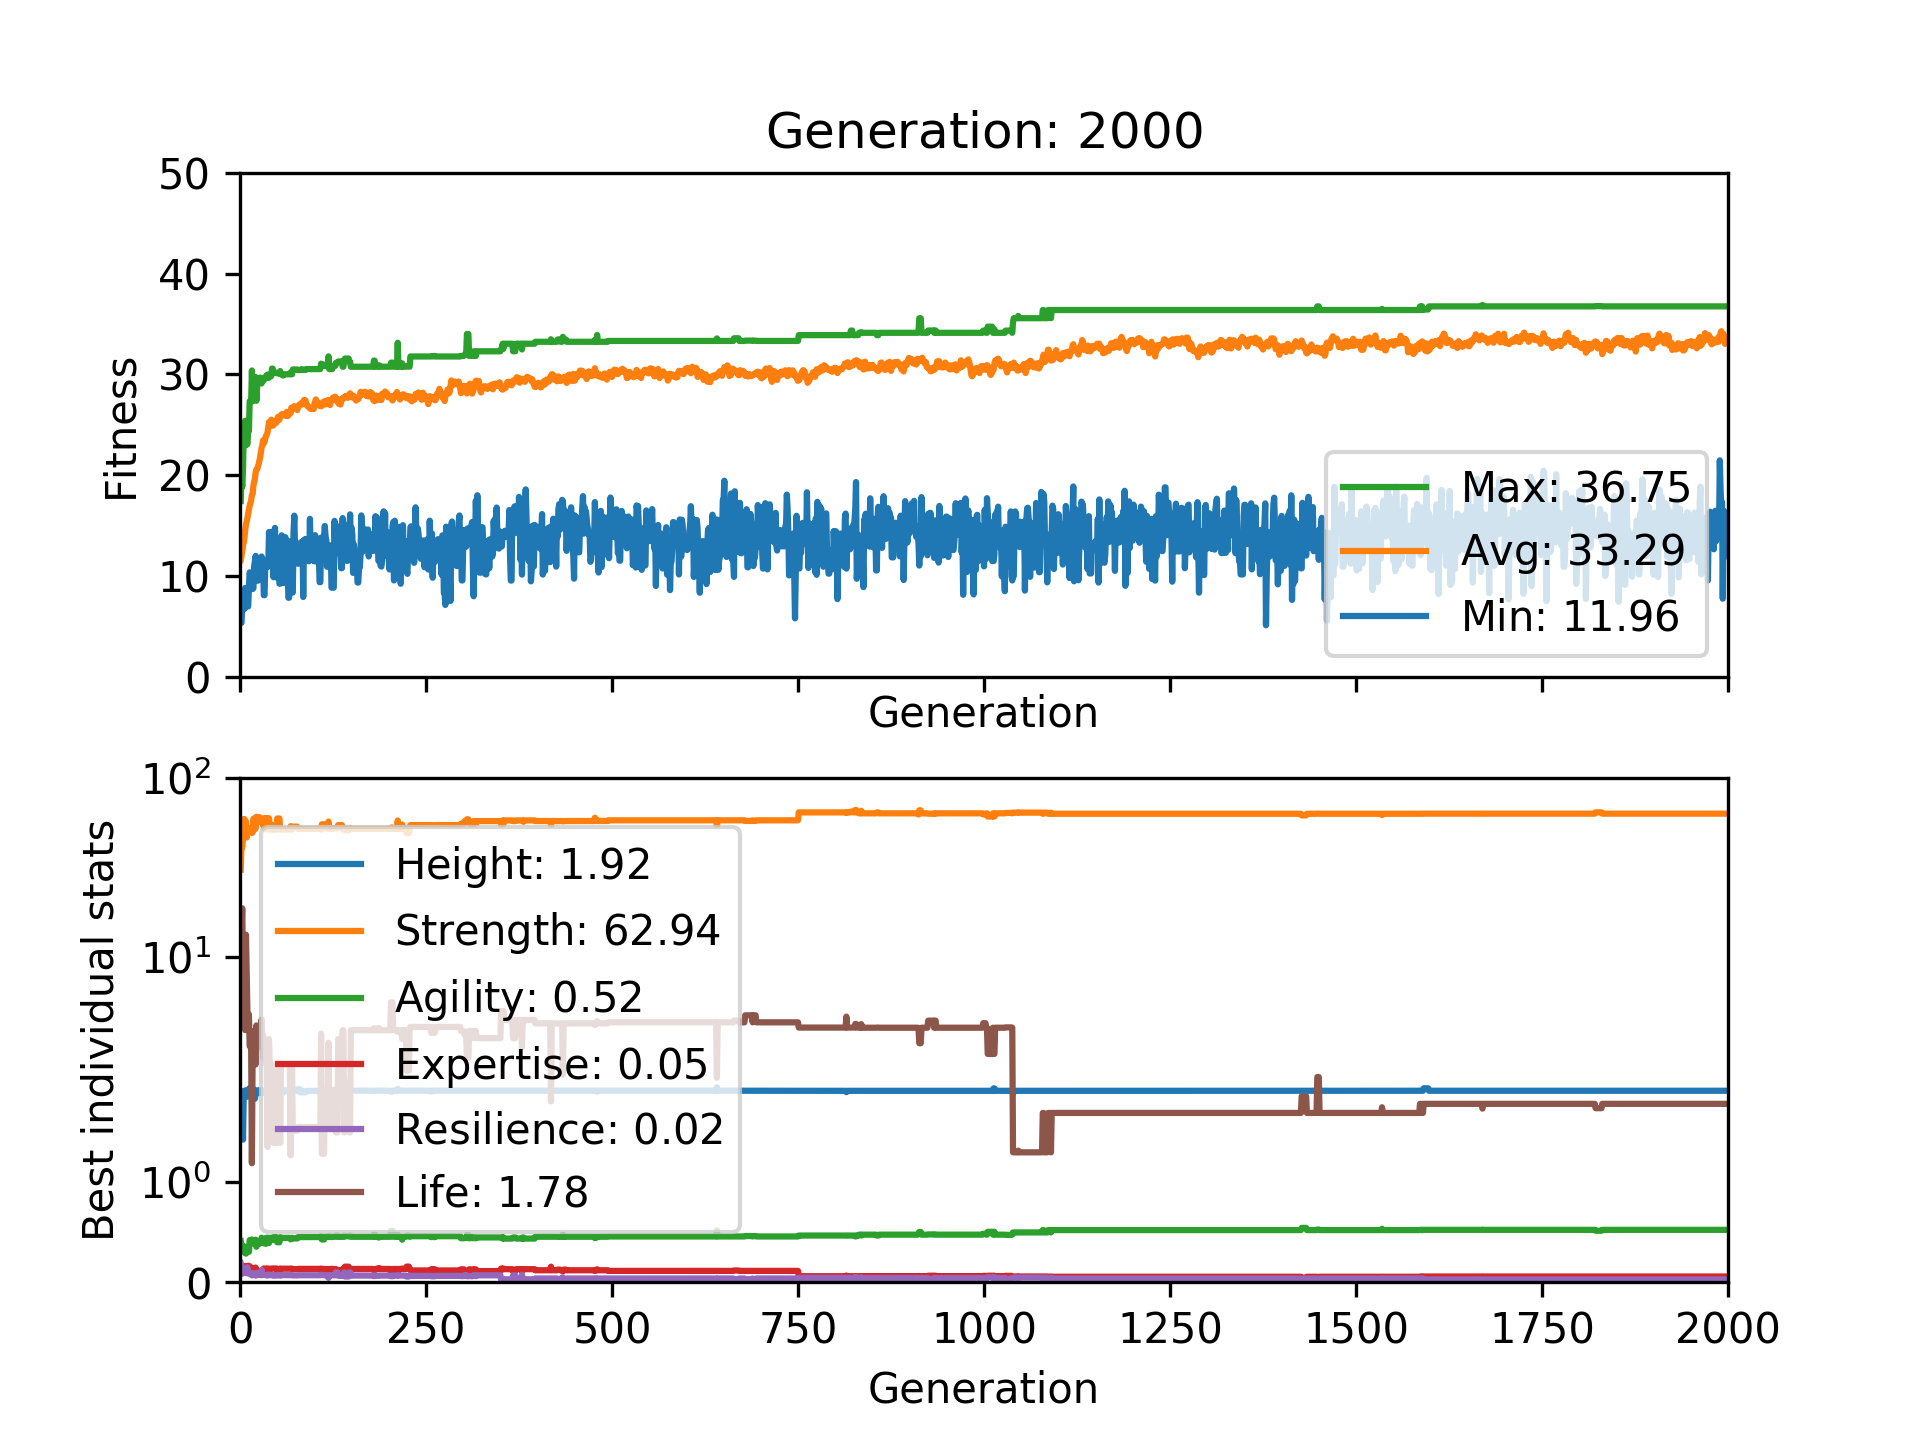 Generation: 2000
50
40
30
20
10
0
Fitness
Max: 36.75
Avg: 33.29
Min: 11.96
Generation
10²
10¹
10⁰
0
Best individual stats
Height: 1.92
Strength: 62.94
Agility: 0.52
Expertise: 0.05
Resilience: 0.02
Life: 1.78
0 250 500 750 1000 1250 1500 1750 2000
Generation